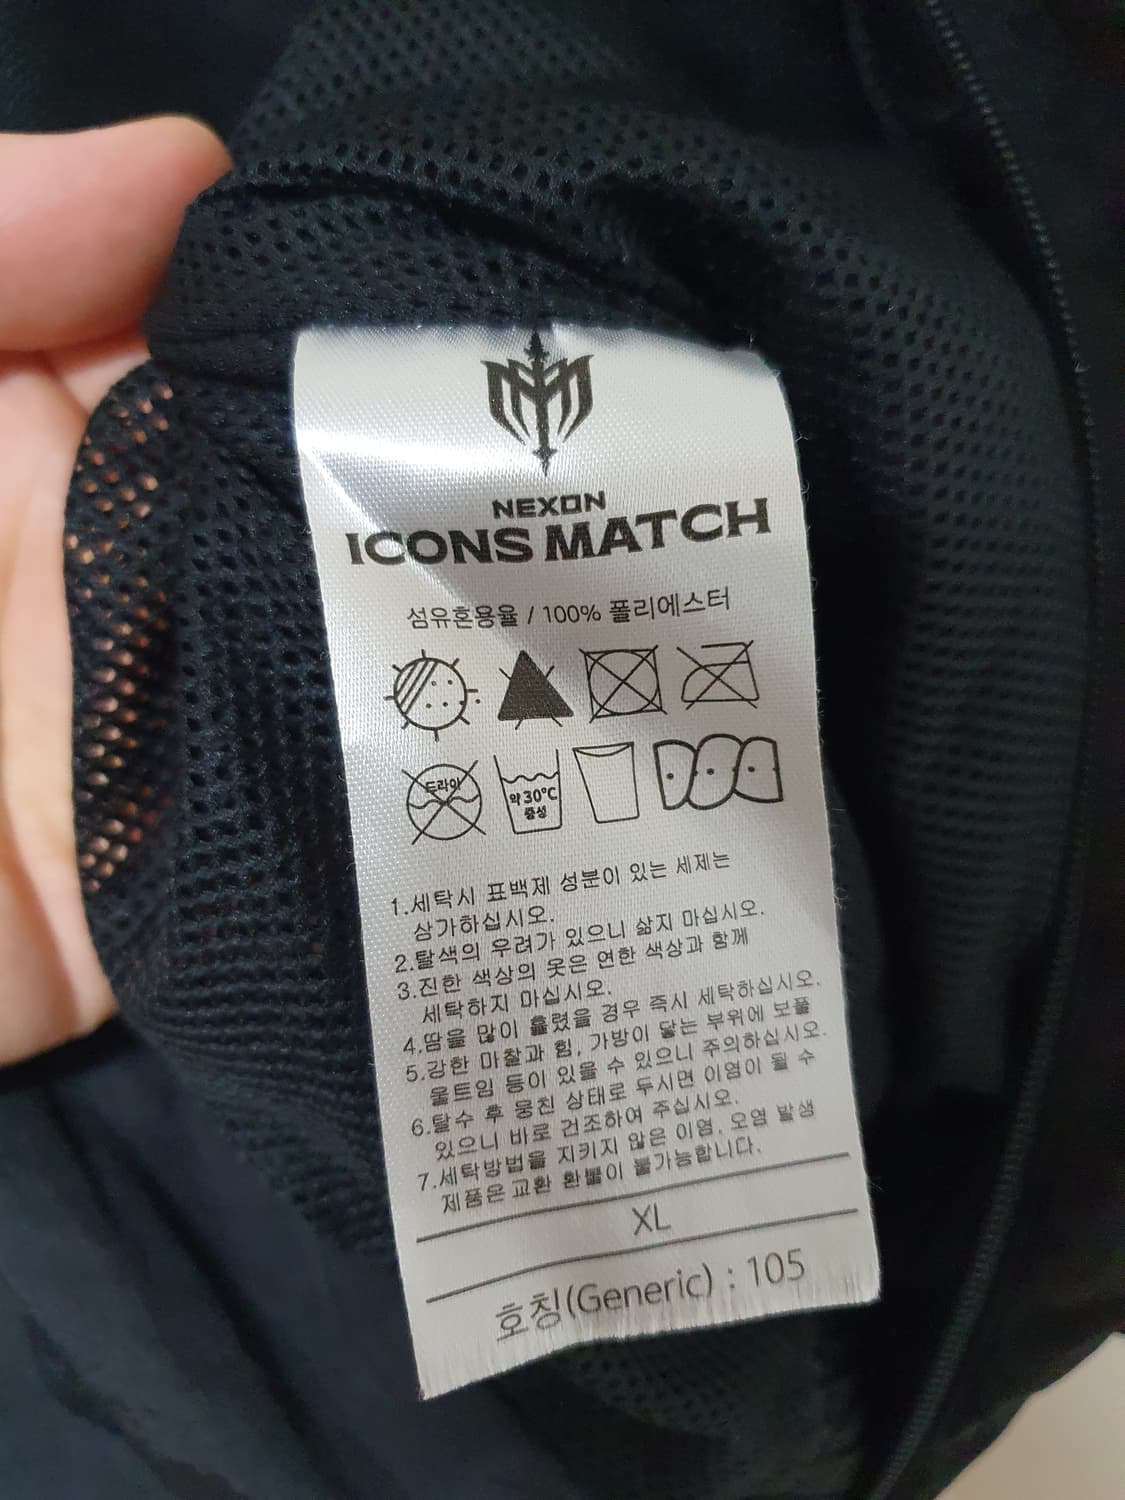 NEXON
ICONS MATCH
섬유혼용율 / 100% 폴리에스터
드라이
약 30℃
중성
1.세탁시 표백제 성분이 있는 세제는
상가하십시오.
2.탈색의 우려가 있으니 삶지 마십시오.
3.진한 색상의 옷은 연한 색상과 함께
세탁하지 마십시오.
4.땀을 많이 흘렸을 경우 즉시 세탁하십시오.
5.강한 마찰과 힘, 가방이 닿는 부위에 보풀
울트임 등이 있을 수 있으니 주의하십시오.
6.탈수 후 뭉친 상태로 두시면 이염이 될 수
있으니 바로 건조하여 주십시오.
7.세탁방법을 지키지 않은 이염, 오염 발생
제품은 교환 환불이 불가능합니다.
XL
호칭(Generic) : 105